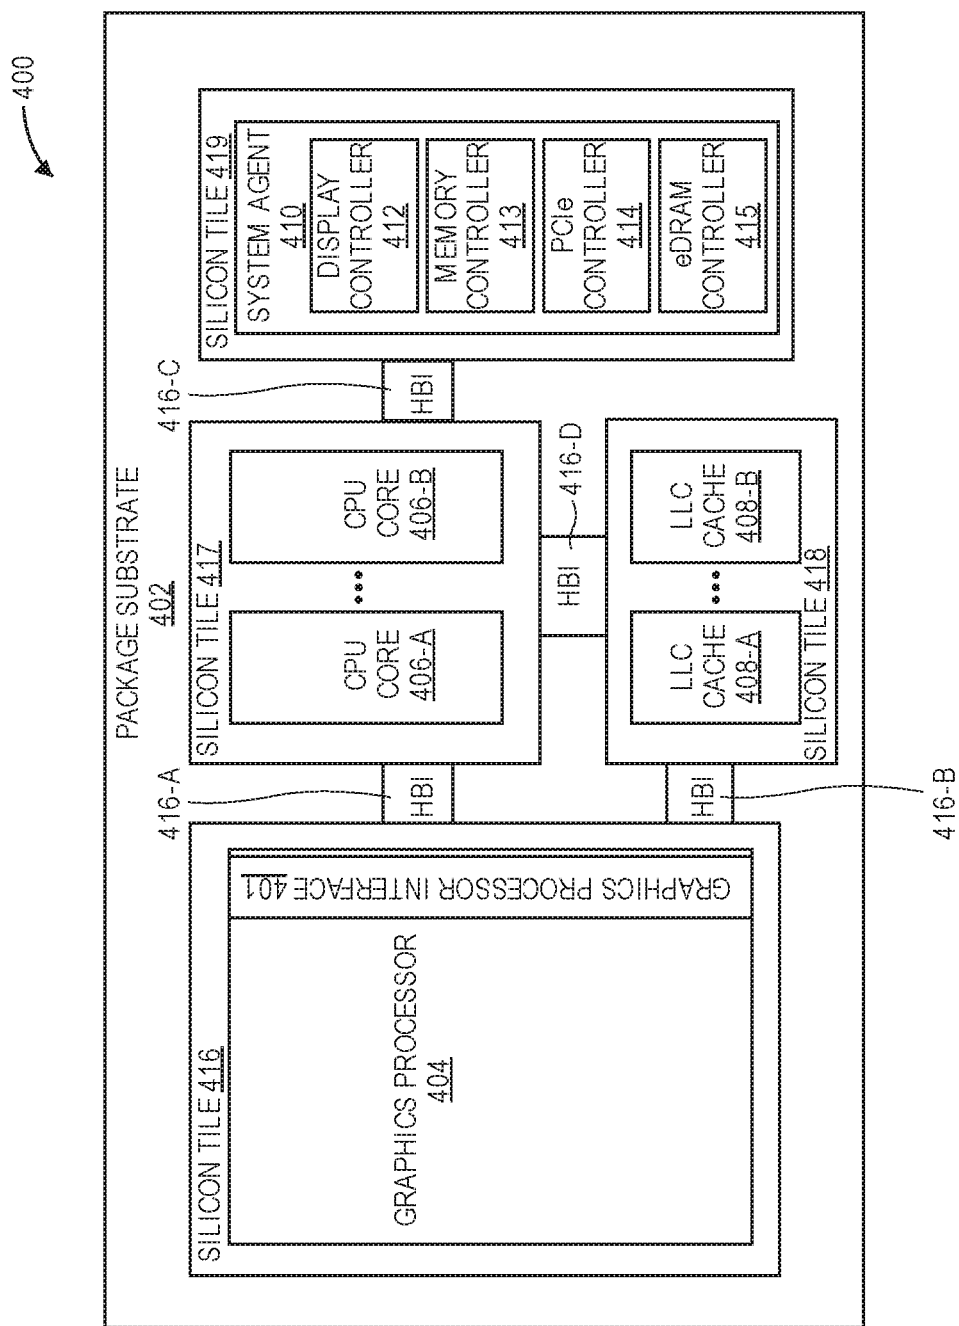 400
PACKAGE SUBSTRATE
402
SILICON TILE 416
GRAPHICS PROCESSOR
404
GRAPHICS PROCESSOR INTERFACE 401
416-A
HBI
416-B
HBI
SILICON TILE 417
CPU
CORE
406-A
•••
CPU
CORE
406-B
HBI
416-D
LLC
CACHE
408-A
•••
LLC
CACHE
408-B
SILICON TILE 418
416-C
HBI
SILICON TILE 419
SYSTEM AGENT
410
DISPLAY
CONTROLLER
412
MEMORY
CONTROLLER
413
PCIe
CONTROLLER
414
eDRAM
CONTROLLER
415